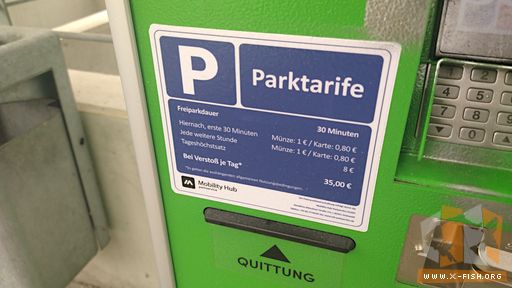 P
Parktarife
Freiparkdauer 30 Minuten
Hiernach, erste 30 Minuten Münze: 1 € / Karte: 0,80 €
Jede weitere Stunde Münze: 1 € / Karte: 0,80 €
Tageshöchstsatz 8 €
Bei Verstoß je Tag* 35,00 €
Mobility Hub
QUITTUNG
WWW.X-FISH.ORG